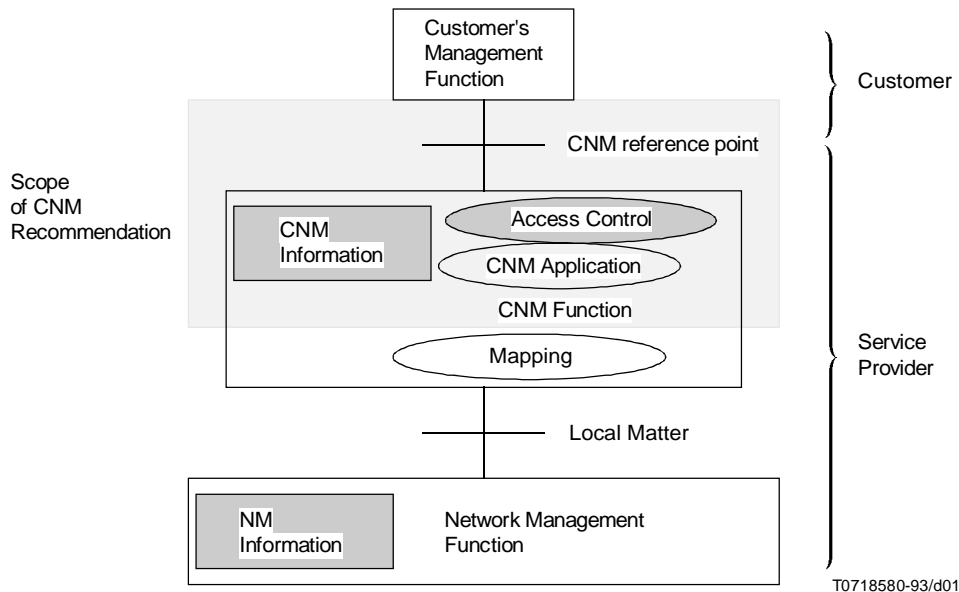 Customer's
Management
Function
Customer
CNM reference point
Scope
of CNM
Recommendation
CNM
Information
Access Control
CNM Application
CNM Function
Mapping
Service
Provider
Local Matter
NM
Information
Network Management
Function
T0718580-93/d01